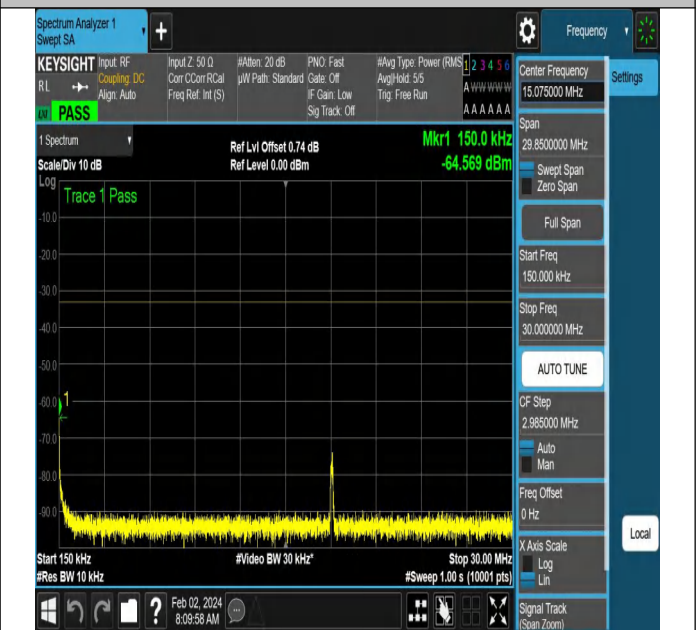 Spectrum Analyzer 1
Swept SA
+
Frequency
KEYSIGHT
RL
PASS
Input: RF
Coupling: DC
Align: Auto
Input Z: 50 Ω
Corr CCorr RCal
Freq Ref: Int (S)
#Atten: 20 dB
µW Path: Standard
PNO: Fast
Gate: Off
IF Gain: Low
Sig Track: Off
#Avg Type: Power (RMS
Avg|Hold: 5/5
Trig: Free Run
1 2 3 4 5 6
A W W W W W
A A A A A A
1 Spectrum
Scale/Div 10 dB
Log
Ref Lvl Offset 0.74 dB
Ref Level 0.00 dBm
Mkr1 150.0 kHz
-64.569 dBm
Trace 1 Pass
-10.0
-20.0
-30.0
-40.0
-50.0
-60.0
-70.0
-80.0
-90.0
1
Start 150 kHz
#Res BW 10 kHz
#Video BW 30 kHz*
Stop 30.00 MHz
#Sweep 1.00 s (10001 pts)
Center Frequency
15.075000 MHz
Span
29.8500000 MHz
Swept Span
Zero Span
Full Span
Start Freq
150.000 kHz
Stop Freq
30.000000 MHz
AUTO TUNE
CF Step
2.985000 MHz
Auto
Man
Freq Offset
0 Hz
X Axis Scale
Log
Lin
Signal Track
(Span Zoom)
Settings
Local
?
Feb 02, 2024
8:09:58 AM